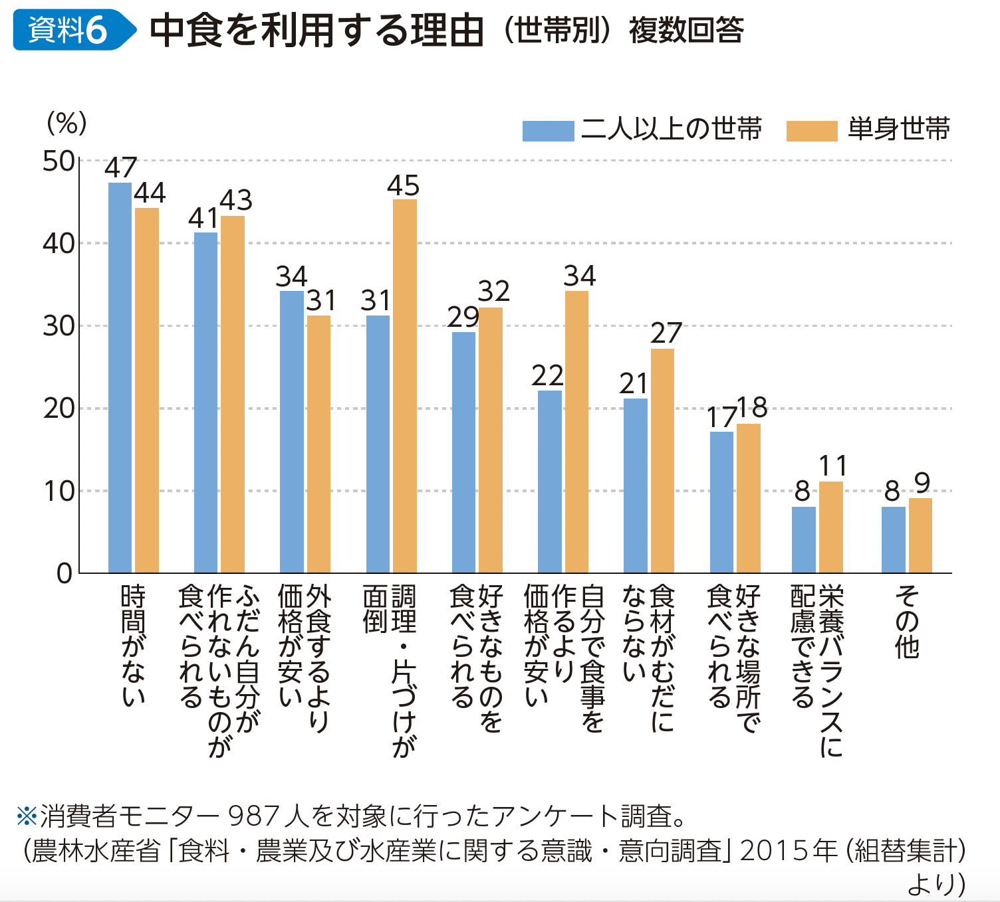 資料6 中食を利用する理由（世帯別）複数回答
(%)
二人以上の世帯 単身世帯
50
40
30
20
10
0
47 44
41 43
34 31
31 45
29 32
22 34
21 27
17 18
8 11
8 9
時間がない
ふだん自分が
作れないものが
食べられる
外食するより
価格が安い
調理・片づけが
面倒
好きなものを
食べられる
自分で食事を
作るより
価格が安い
食材がむだに
ならない
好きな場所で
食べられる
栄養バランスに
配慮できる
その他
※消費者モニター987人を対象に行ったアンケート調査。
(農林水産省「食料・農業及び水産業に関する意識・意向調査」2015年(組替集計)
より)